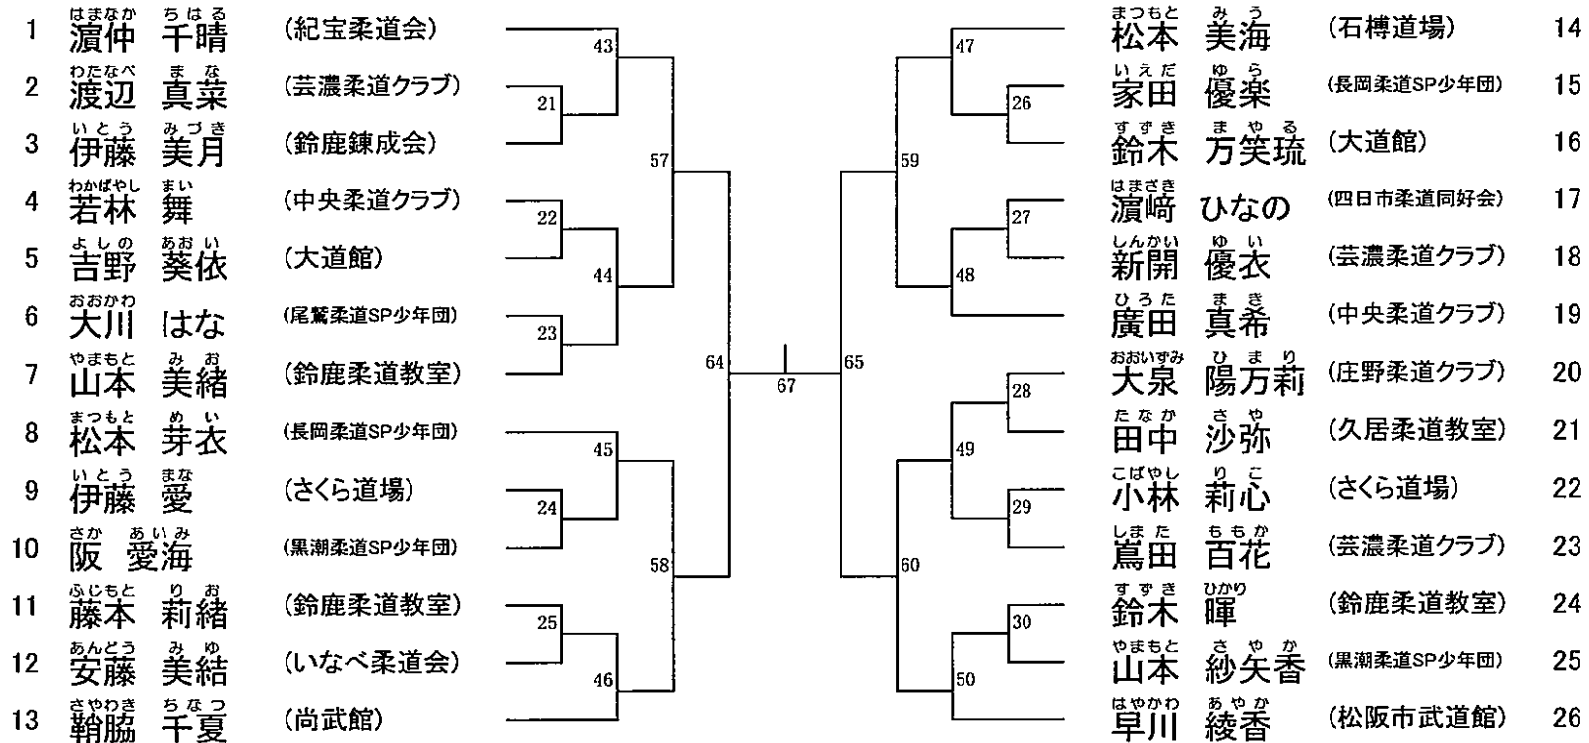 はまなか ちはる
1 濵仲 千晴 (紀宝柔道会)
わたなべ まな
2 渡辺 真菜 (芸濃柔道クラブ)
いとう みづき
3 伊藤 美月 (鈴鹿錬成会)
わかばやし まい
4 若林 舞 (中央柔道クラブ)
よしの あおい
5 吉野 葵依 (大道館)
おおかわ
6 大川 はな (尾鷲柔道SP少年団)
やまもと みお
7 山本 美緒 (鈴鹿柔道教室)
まつもと めい
8 松本 芽衣 (長岡柔道SP少年団)
いとう まな
9 伊藤 愛 (さくら道場)
さか あいみ
10 阪 愛海 (黒潮柔道SP少年団)
ふじもと りお
11 藤本 莉緒 (鈴鹿柔道教室)
あんどう みゆ
12 安藤 美結 (いなべ柔道会)
さやわき ちなつ
13 鞘脇 千夏 (尚武館)
43
21
57
22
44
23
64
45
24
58
25
46
67
47
26
59
27
48
65
28
49
29
60
30
50
まつもと みう
松本 美海 (石榑道場) 14
いえだ ゆら
家田 優楽 (長岡柔道SP少年団) 15
すずき まやる
鈴木 万笑琉 (大道館) 16
はまざき
濵﨑 ひなの (四日市柔道同好会) 17
しんかい ゆい
新開 優衣 (芸濃柔道クラブ) 18
ひろた まき
廣田 真希 (中央柔道クラブ) 19
おおいずみ ひまり
大泉 陽万莉 (庄野柔道クラブ) 20
たなか さや
田中 沙弥 (久居柔道教室) 21
こばやし りこ
小林 莉心 (さくら道場) 22
しまた ももか
嶌田 百花 (芸濃柔道クラブ) 23
すずき ひかり
鈴木 暉 (鈴鹿柔道教室) 24
やまもと さやか
山本 紗矢香 (黒潮柔道SP少年団) 25
はやかわ あやか
早川 綾香 (松阪市武道館) 26